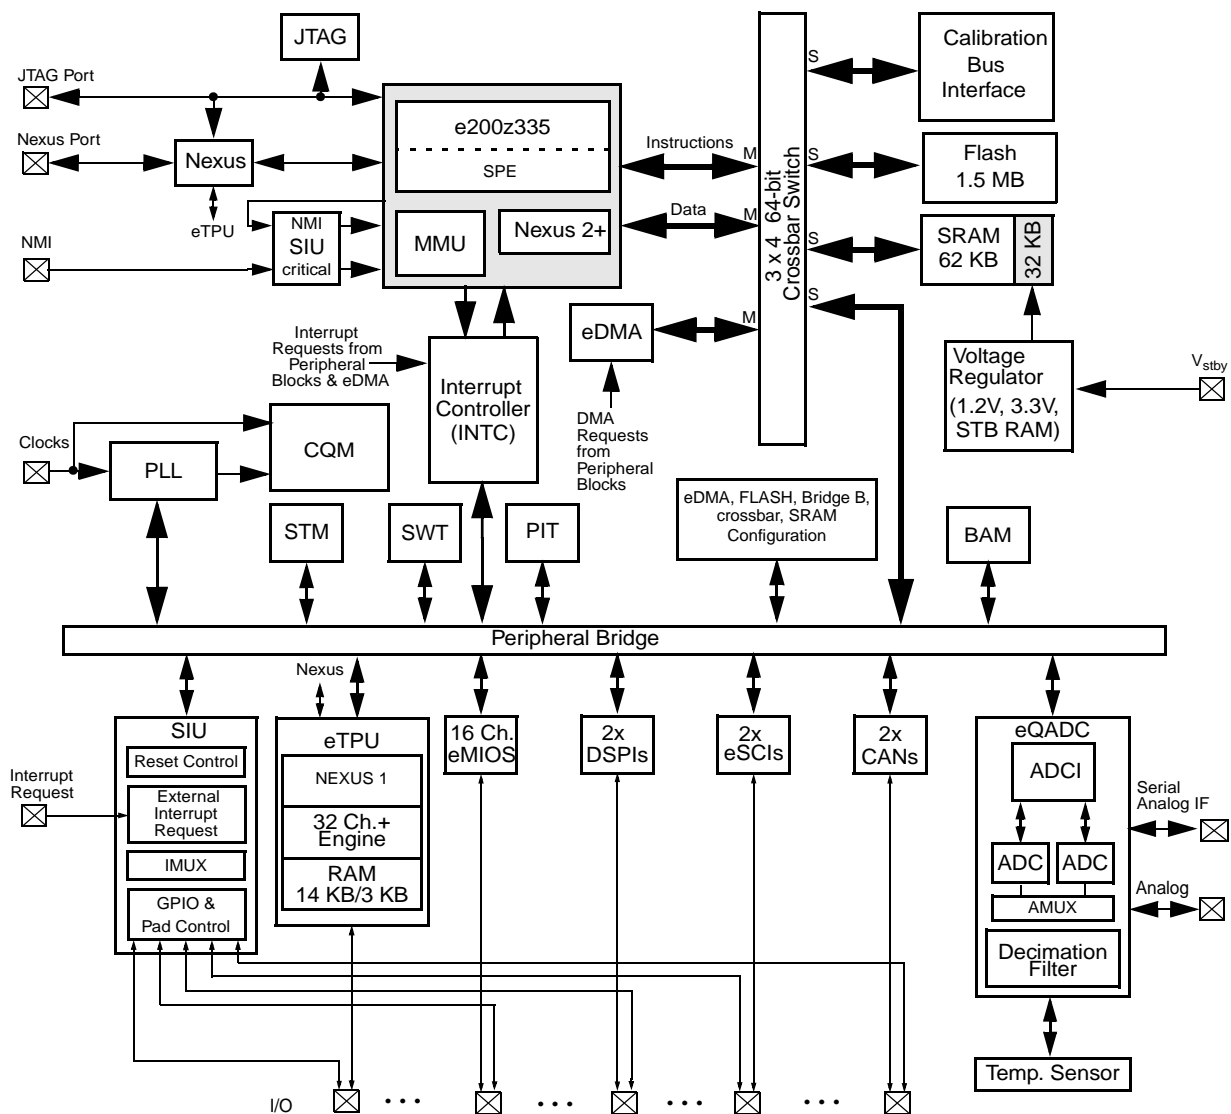 JTAG
JTAG Port
Nexus Port
Nexus
eTPU
NMI
NMI
SIU
critical
e200z335
SPE
MMU
Nexus 2+
Instructions
M
Data
M
3 x 4 64-bit
Crossbar Switch
S
Calibration
Bus
Interface
S
Flash
1.5 MB
S
SRAM
62 KB
32 KB
S
Interrupt
Requests from
Peripheral
Blocks & eDMA
Interrupt
Controller
(INTC)
eDMA
M
DMA
Requests
from
Peripheral
Blocks
Voltage
Regulator
(1.2V, 3.3V,
STB RAM)
Vstby
Clocks
PLL
CQM
STM
SWT
PIT
eDMA, FLASH, Bridge B,
crossbar, SRAM
Configuration
BAM
Peripheral Bridge
SIU
Reset Control
External
Interrupt
Request
IMUX
GPIO &
Pad Control
Interrupt
Request
Nexus
eTPU
NEXUS 1
32 Ch.+
Engine
RAM
14 KB/3 KB
16 Ch.
eMIOS
2x
DSPIs
2x
eSCIs
2x
CANs
eQADC
ADCI
ADC
ADC
AMUX
Decimation
Filter
Serial
Analog IF
Analog
Temp. Sensor
I/O